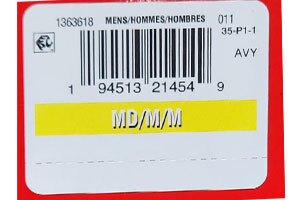 1363618 MENS/HOMMES/HOMBRES 011
35-P1-1
AVY
1 94513 21454 9
MD/M/M